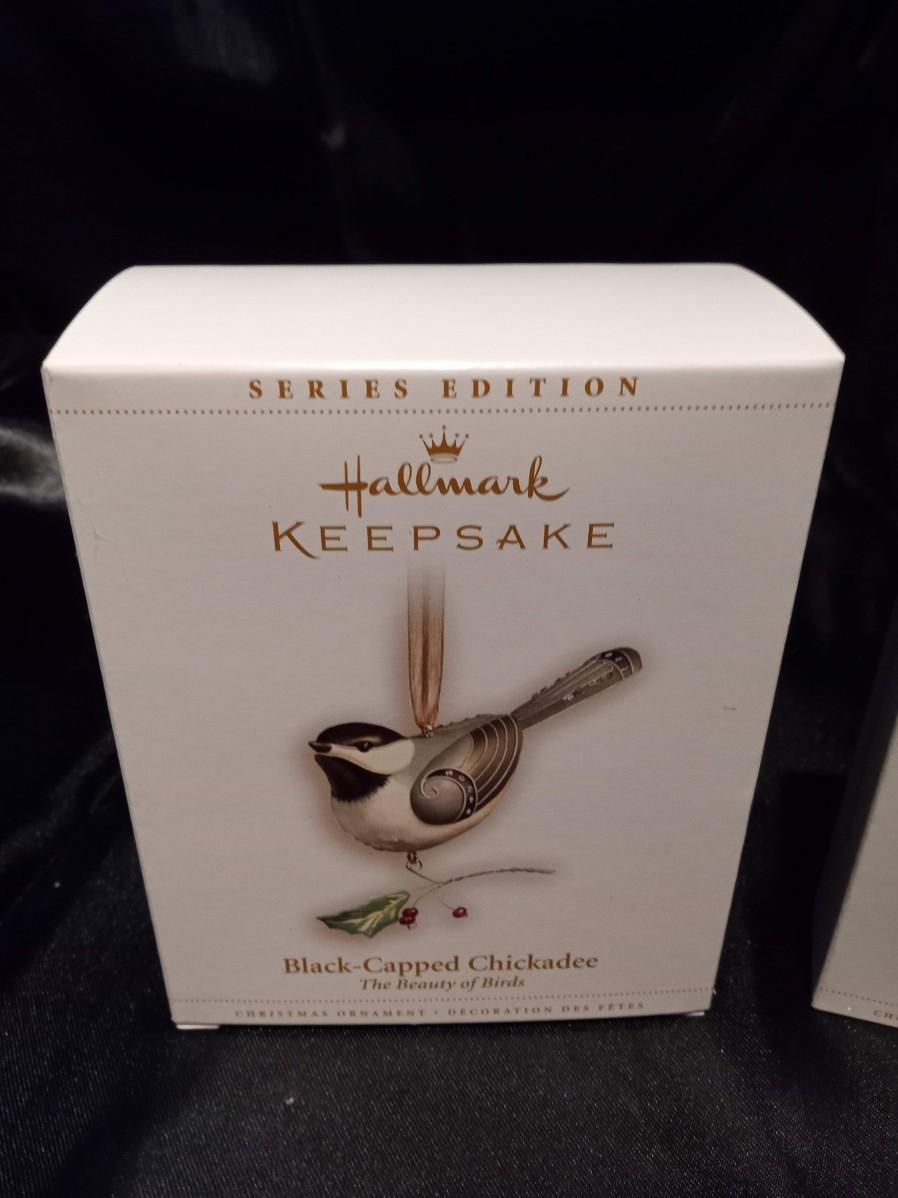 SERIES EDITION
Hallmark
KEEPSAKE
Black-Capped Chickadee
The Beauty of Birds
CHRISTMAS ORNAMENT • DÉCORATION DES FÊTES